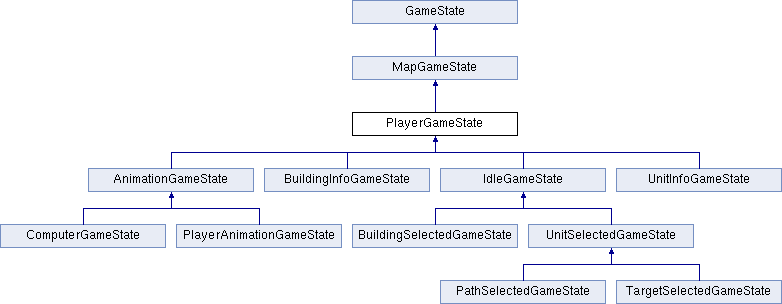 GameState
MapGameState
PlayerGameState
AnimationGameState
BuildingInfoGameState
IdleGameState
UnitInfoGameState
ComputerGameState
PlayerAnimationGameState
BuildingSelectedGameState
UnitSelectedGameState
PathSelectedGameState
TargetSelectedGameState